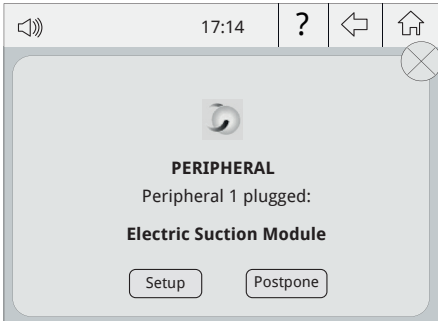 17:14 ?
PERIPHERAL
Peripheral 1 plugged:
Electric Suction Module
Setup Postpone